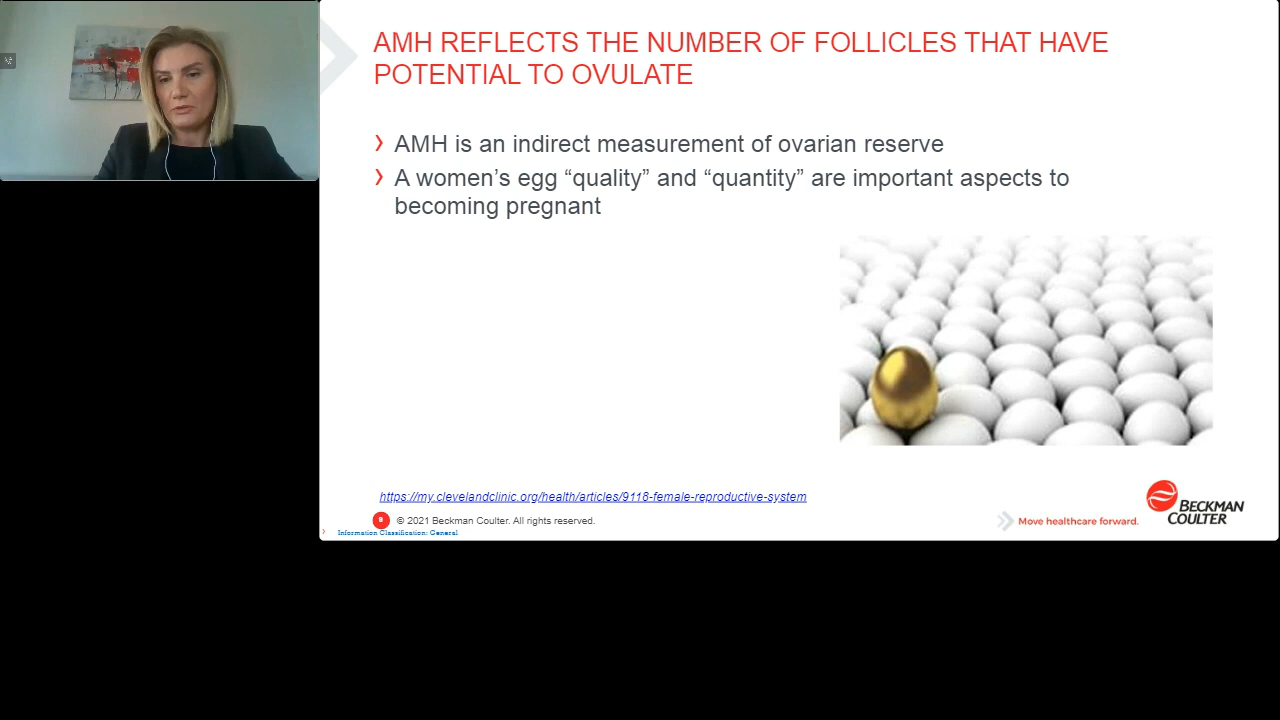 AMH REFLECTS THE NUMBER OF FOLLICLES THAT HAVE
POTENTIAL TO OVULATE
› AMH is an indirect measurement of ovarian reserve
› A women’s egg “quality” and “quantity” are important aspects to
becoming pregnant
https://my.clevelandclinic.org/health/articles/9118-female-reproductive-system
9 © 2021 Beckman Coulter. All rights reserved.
› Information Classification: General
Move healthcare forward.
BECKMAN
COULTER